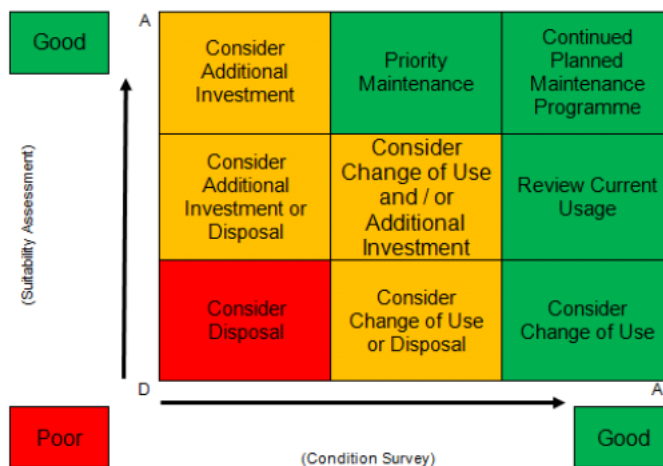 Good
A
Consider
Additional
Investment
Priority
Maintenance
Continued
Planned
Maintenance
Programme
(Suitability Assessment)
Consider
Additional
Investment or
Disposal
Consider
Change of Use
and / or
Additional
Investment
Review Current
Usage
Consider
Disposal
Consider
Change of Use
or Disposal
Consider
Change of Use
D
A
Poor
(Condition Survey)
Good